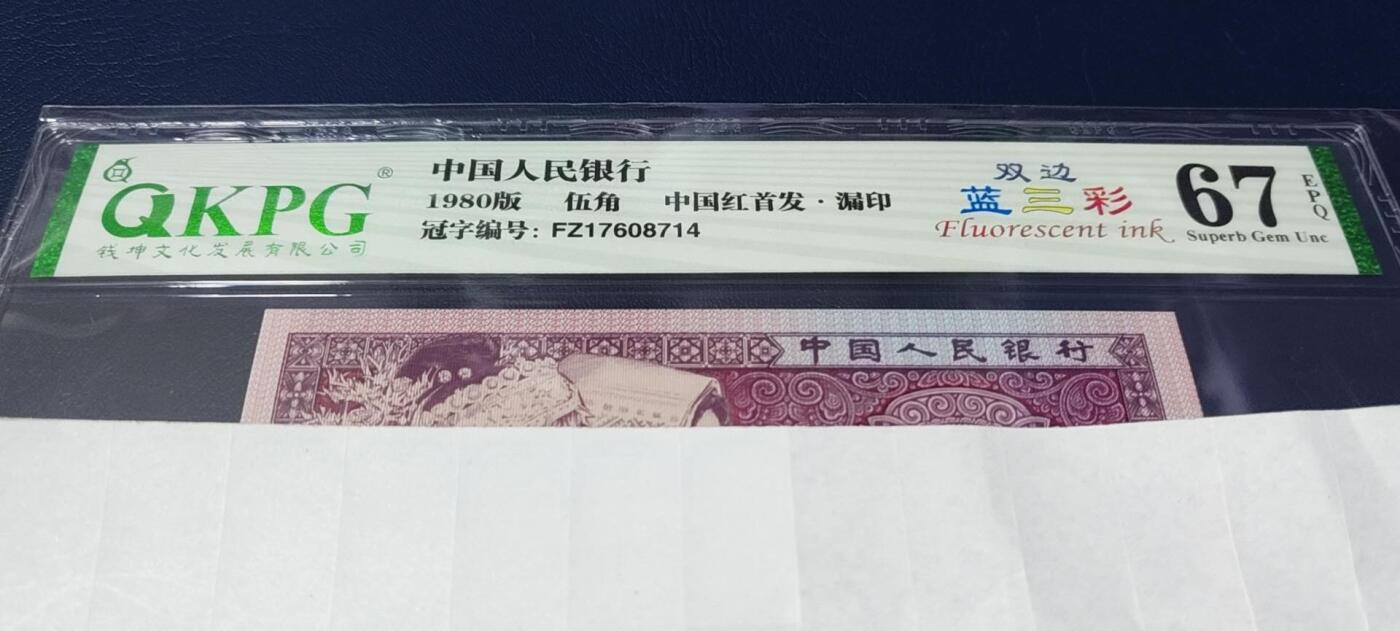 QKPG®
钱坤文化发展有限公司
中国人民银行
1980版 伍角 中国红首发·漏印
冠字编号: FZ17608714
双边
蓝三彩
Fluorescent ink
67
EPQ
Superb Gem Unc
中国人民银行